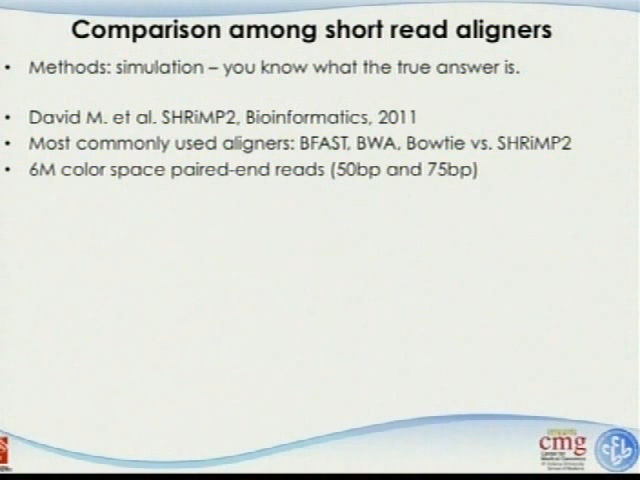 Comparison among short read aligners
• Methods: simulation – you know what the true answer is.
• David M. et al. SHRiMP2, Bioinformatics, 2011
• Most commonly used aligners: BFAST, BWA, Bowtie vs. SHRiMP2
• 6M color space paired-end reads (50bp and 75bp)
cmg